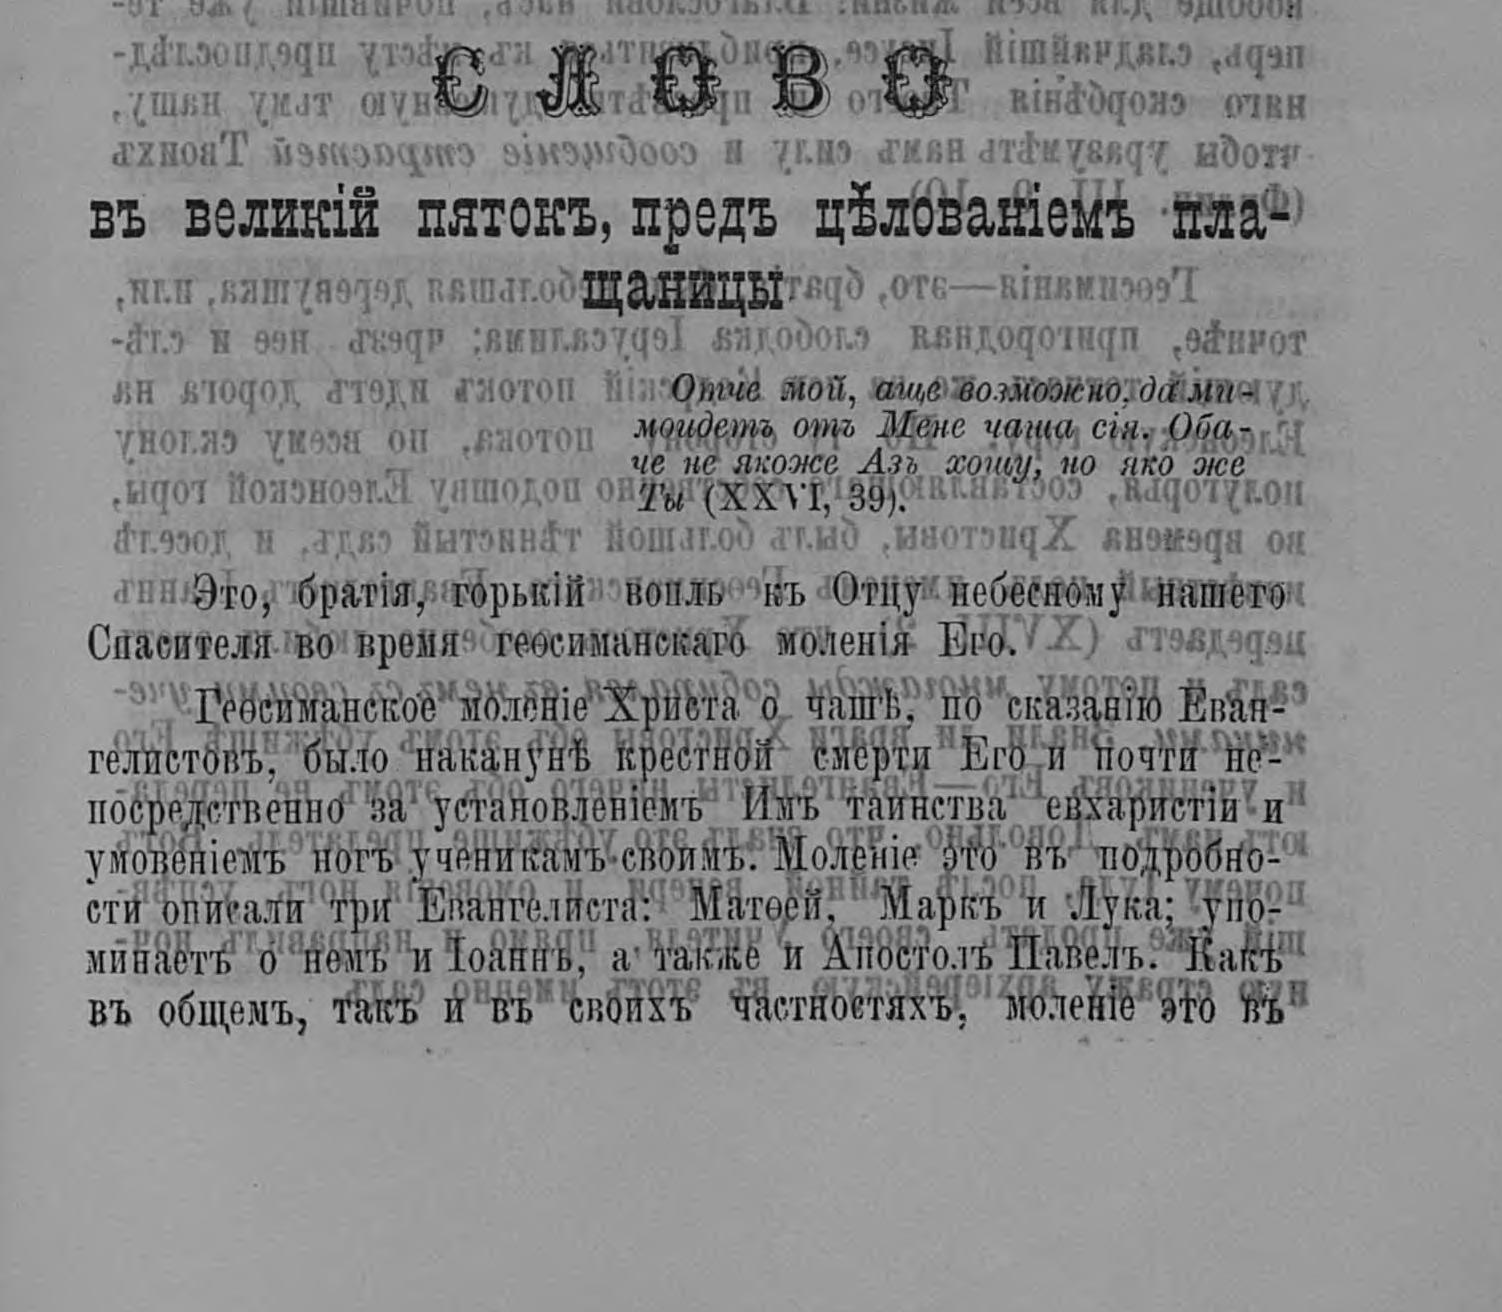 СЛОВО
въ великій пятокъ, предъ цѣлованіемъ пла-
щаницы
Отче мой, аще возможно, да ми-
моидетъ отъ Мене чаша сія. Оба-
че не якоже Азъ хощу, но яко же
Ты (XXVI, 39).
Это, братія, горькій вопль къ Отцу небесному нашего
Спасителя во время геѳсиманскаго моленія Его.
Геѳсиманское моленіе Христа о чашѣ, по сказанію Еван-
гелистовъ, было наканунѣ крестной смерти Его и почти не-
посредственно за установленіемъ Имъ таинства евхаристіи и
умовеніемъ ногъ ученикамъ своимъ. Моленіе это въ подробно-
сти описали три Евангелиста: Матѳей, Маркъ и Лука; упо-
минаетъ о немъ и Іоаннъ, а также и Апостолъ Павелъ. Какъ
въ общемъ, такъ и въ своихъ частностяхъ, моленіе это въ